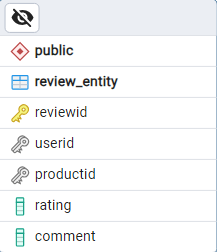 public
review_entity
reviewid
userid
productid
rating
comment